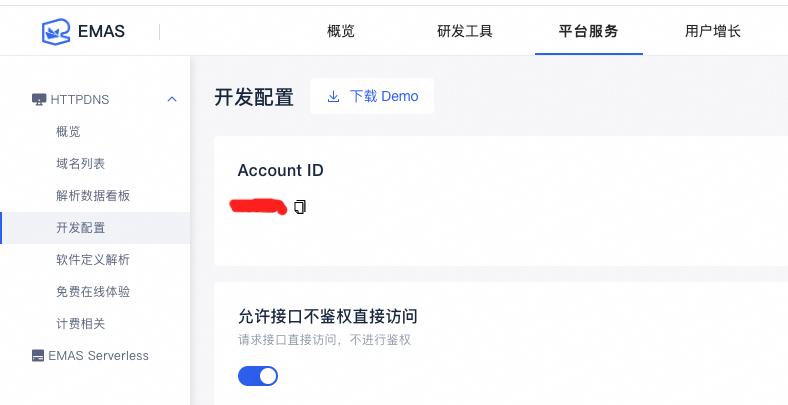 EMAS
概览 研发工具 平台服务 用户增长
HTTPDNS
概览
域名列表
解析数据看板
开发配置
软件定义解析
免费在线体验
计费相关
EMAS Serverless
开发配置
下载 Demo
Account ID
允许接口不鉴权直接访问
请求接口直接访问，不进行鉴权